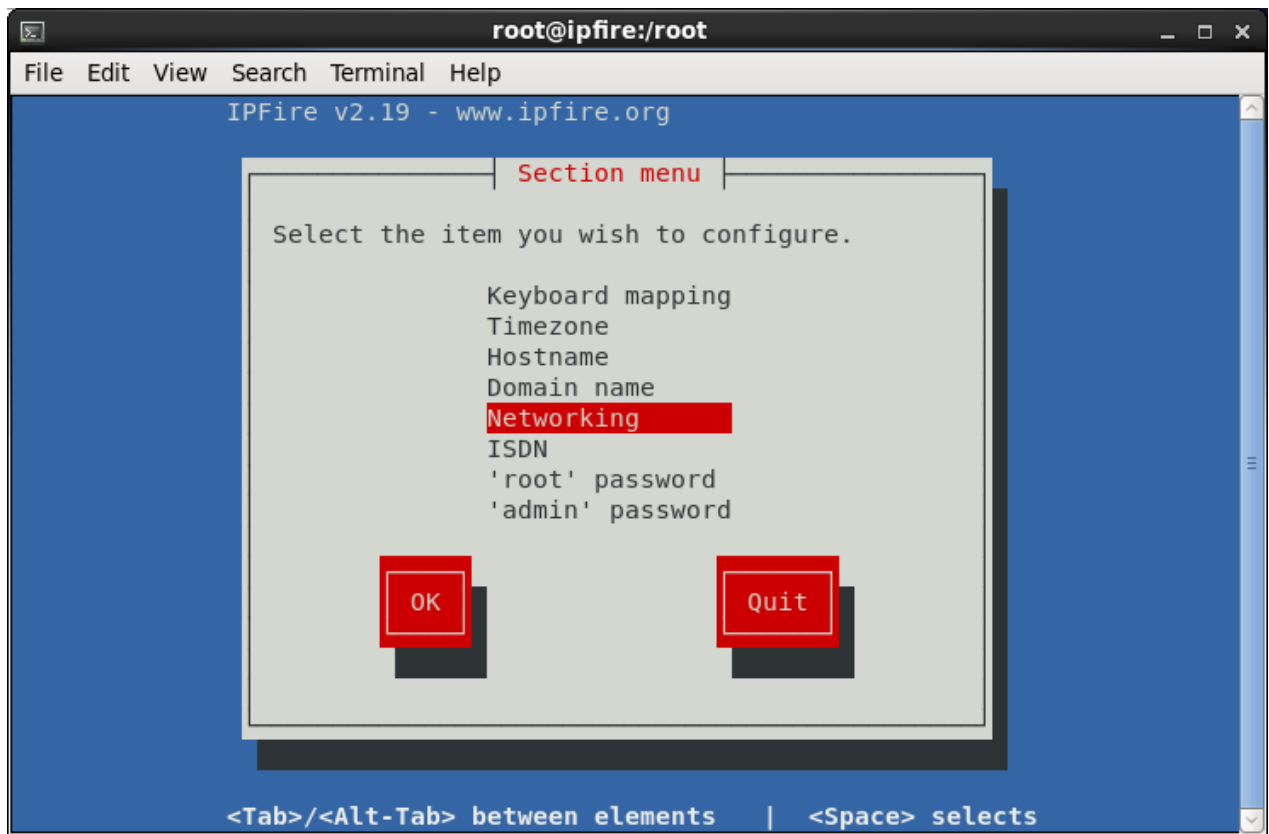 root@ipfire:/root
File Edit View Search Terminal Help
IPFire v2.19 - www.ipfire.org
Section menu
Select the item you wish to configure.
Keyboard mapping
Timezone
Hostname
Domain name
Networking
ISDN
'root' password
'admin' password
OK Quit
<Tab>/<Alt-Tab> between elements | <Space> selects